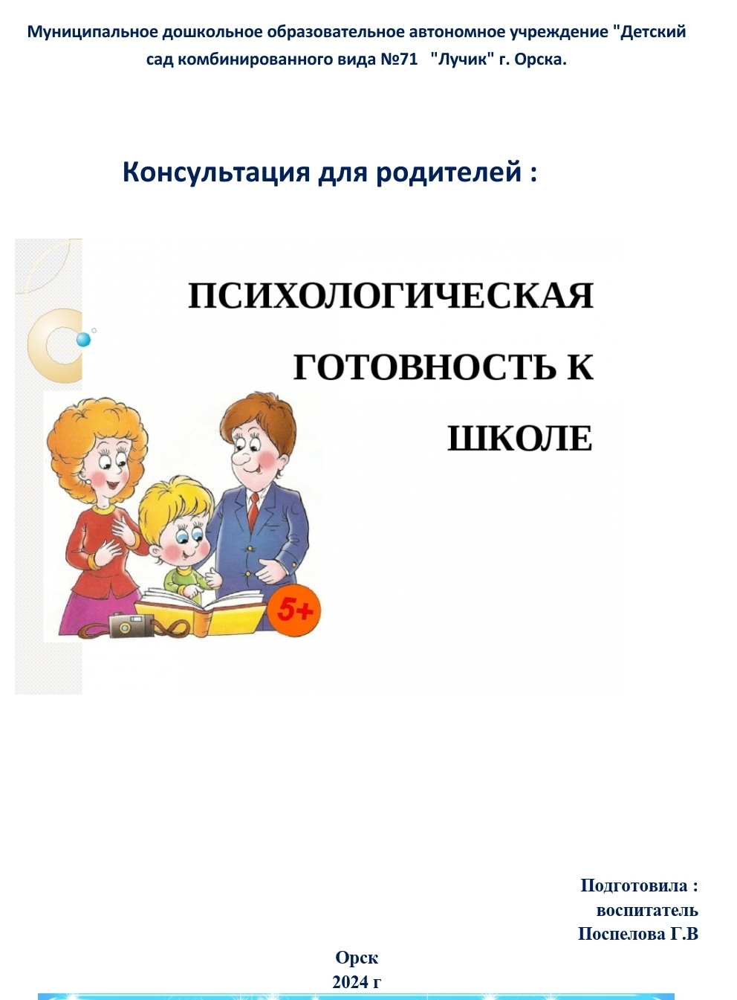 Муниципальное дошкольное образовательное автономное учреждение "Детский
сад комбинированного вида №71 "Лучик" г. Орска.
Консультация для родителей :
ПСИХОЛОГИЧЕСКАЯ
ГОТОВНОСТЬ К
ШКОЛЕ
5+
Подготовила :
воспитатель
Поспелова Г.В
Орск
2024 г